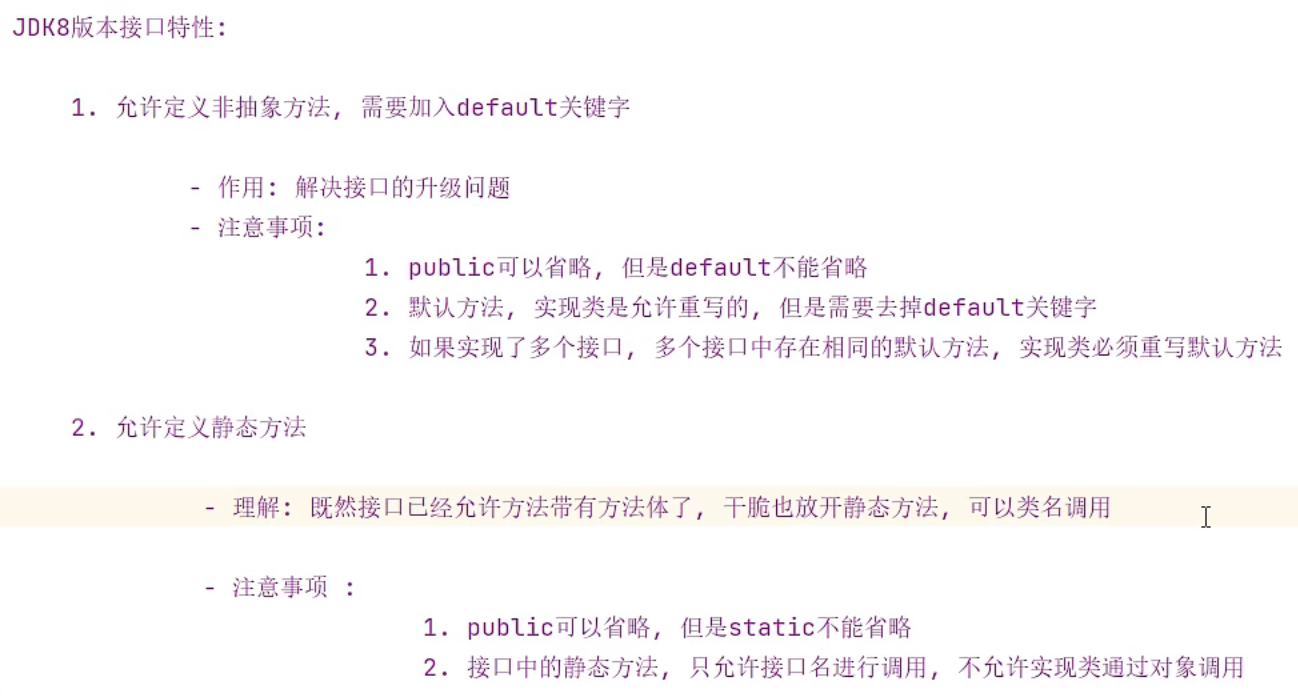 JDK8版本接口特性:
1. 允许定义非抽象方法, 需要加入default关键字
- 作用: 解决接口的升级问题
- 注意事项:
1. public可以省略, 但是default不能省略
2. 默认方法, 实现类是允许重写的, 但是需要去掉default关键字
3. 如果实现了多个接口, 多个接口中存在相同的默认方法, 实现类必须重写默认方法
2. 允许定义静态方法
- 理解: 既然接口已经允许方法带有方法体了, 干脆也放开静态方法, 可以类名调用
- 注意事项 :
1. public可以省略, 但是static不能省略
2. 接口中的静态方法, 只允许接口名进行调用, 不允许实现类通过对象调用